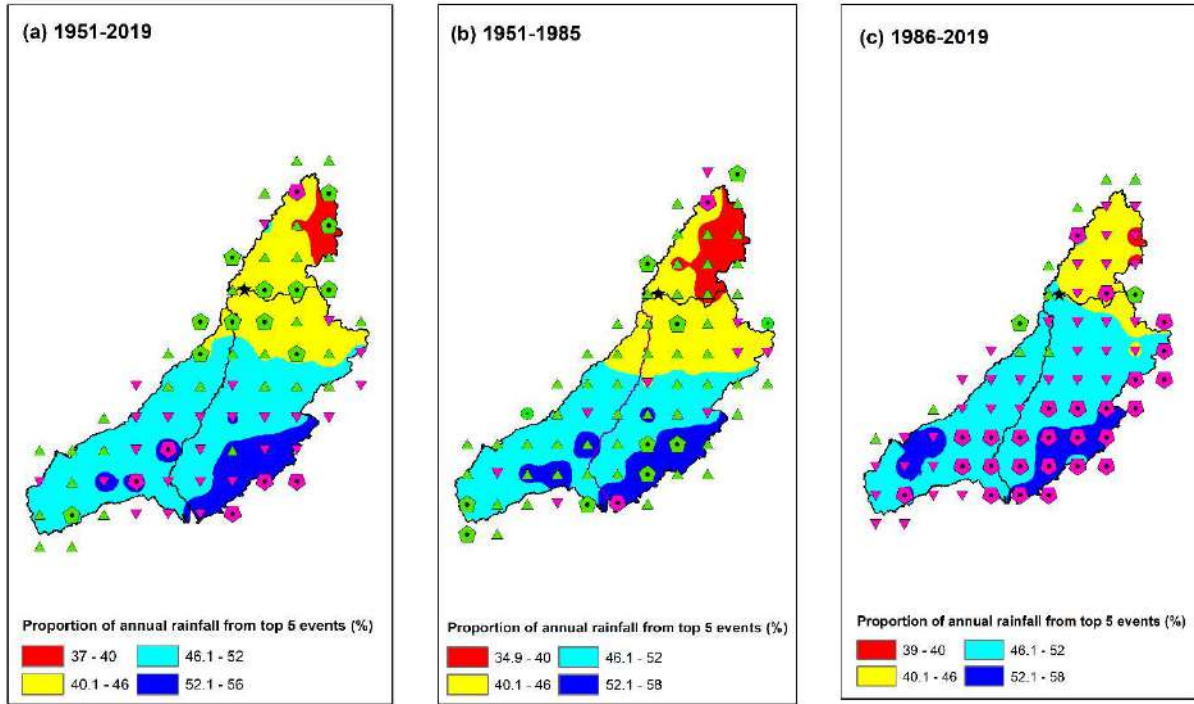 (a) 1951-2019
(b) 1951-1985
(c) 1986-2019
Proportion of annual rainfall from top 5 events (%)
37 - 40
46.1 - 52
40.1 - 46
52.1 - 56
Proportion of annual rainfall from top 5 events (%)
34.9 - 40
46.1 - 52
40.1 - 46
52.1 - 58
Proportion of annual rainfall from top 5 events (%)
39 - 40
46.1 - 52
40.1 - 46
52.1 - 58